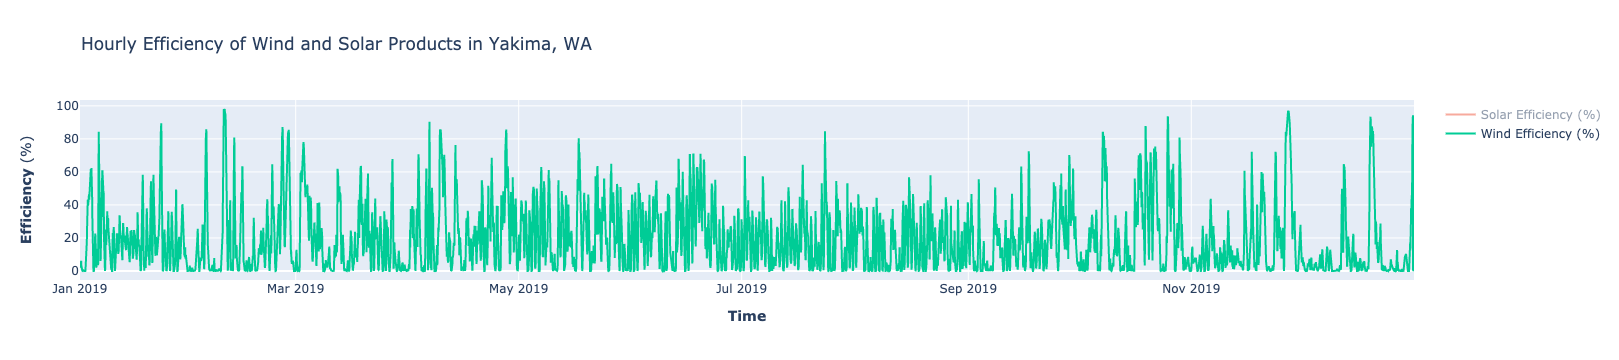 Hourly Efficiency of Wind and Solar Products in Yakima, WA
Efficiency (%)
100
80
60
40
20
0
Jan 2019 Mar 2019 May 2019 Jul 2019 Sep 2019 Nov 2019
Time
Solar Efficiency (%)
Wind Efficiency (%)